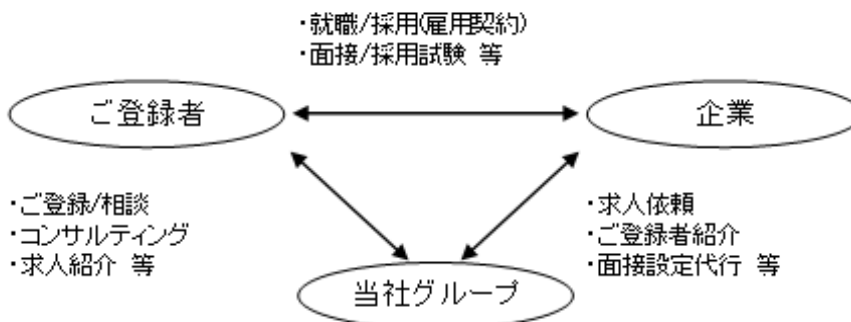 ・就職/採用(雇用契約)
・面接/採用試験 等
ご登録者
企業
・ご登録/相談
・コンサルティング
・求人紹介 等
・求人依頼
・ご登録者紹介
・面接設定代行 等
当社グループ